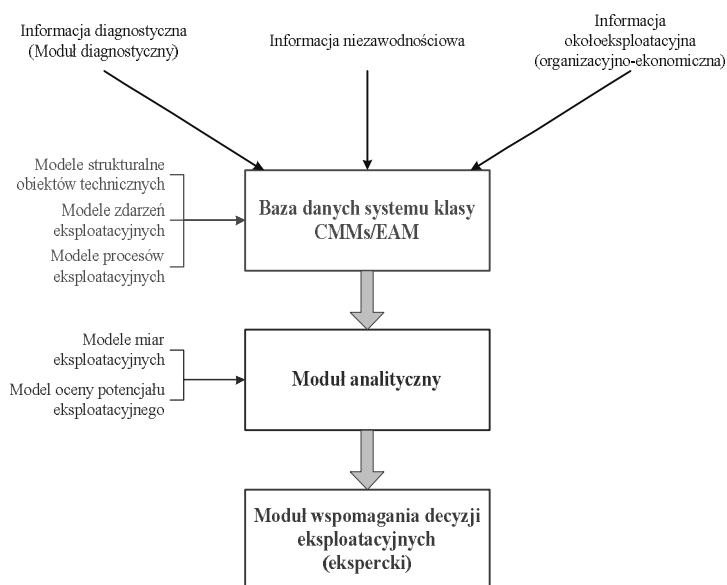 Informacja diagnostyczna
(Moduł diagnostyczny)
Informacja niezawodnościowa
Informacja
okołoeksploatacyjna
(organizacyjno-ekonomiczna)
Modele strukturalne
obiektów technicznych
Modele zdarzeń
eksploatacyjnych
Modele procesów
eksploatacyjnych
Baza danych systemu klasy
CMMs/EAM
Modele miar
eksploatacyjnych
Model oceny potencjału
eksploatacyjnego
Moduł analityczny
Moduł wspomagania decyzji
eksploatacyjnych
(ekspercki)